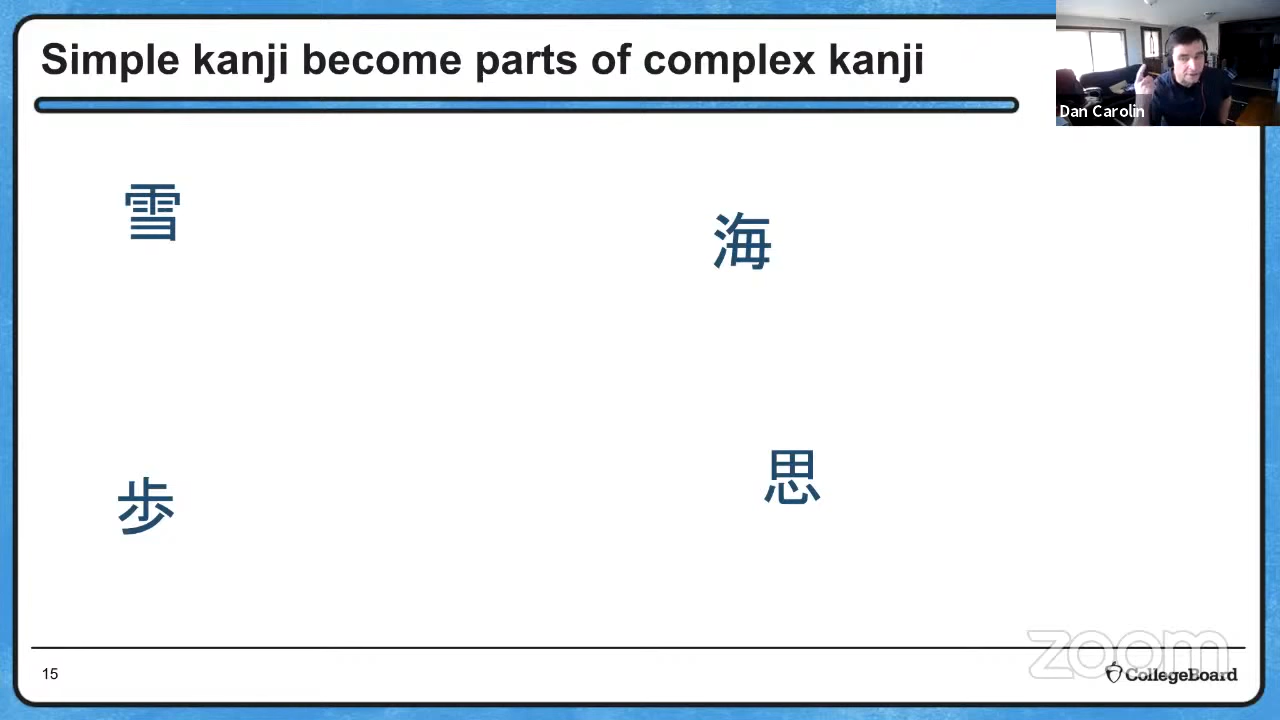 Simple kanji become parts of complex kanji
Dan Carolin
雪
海
歩
思
15
zoom
CollegeBoard